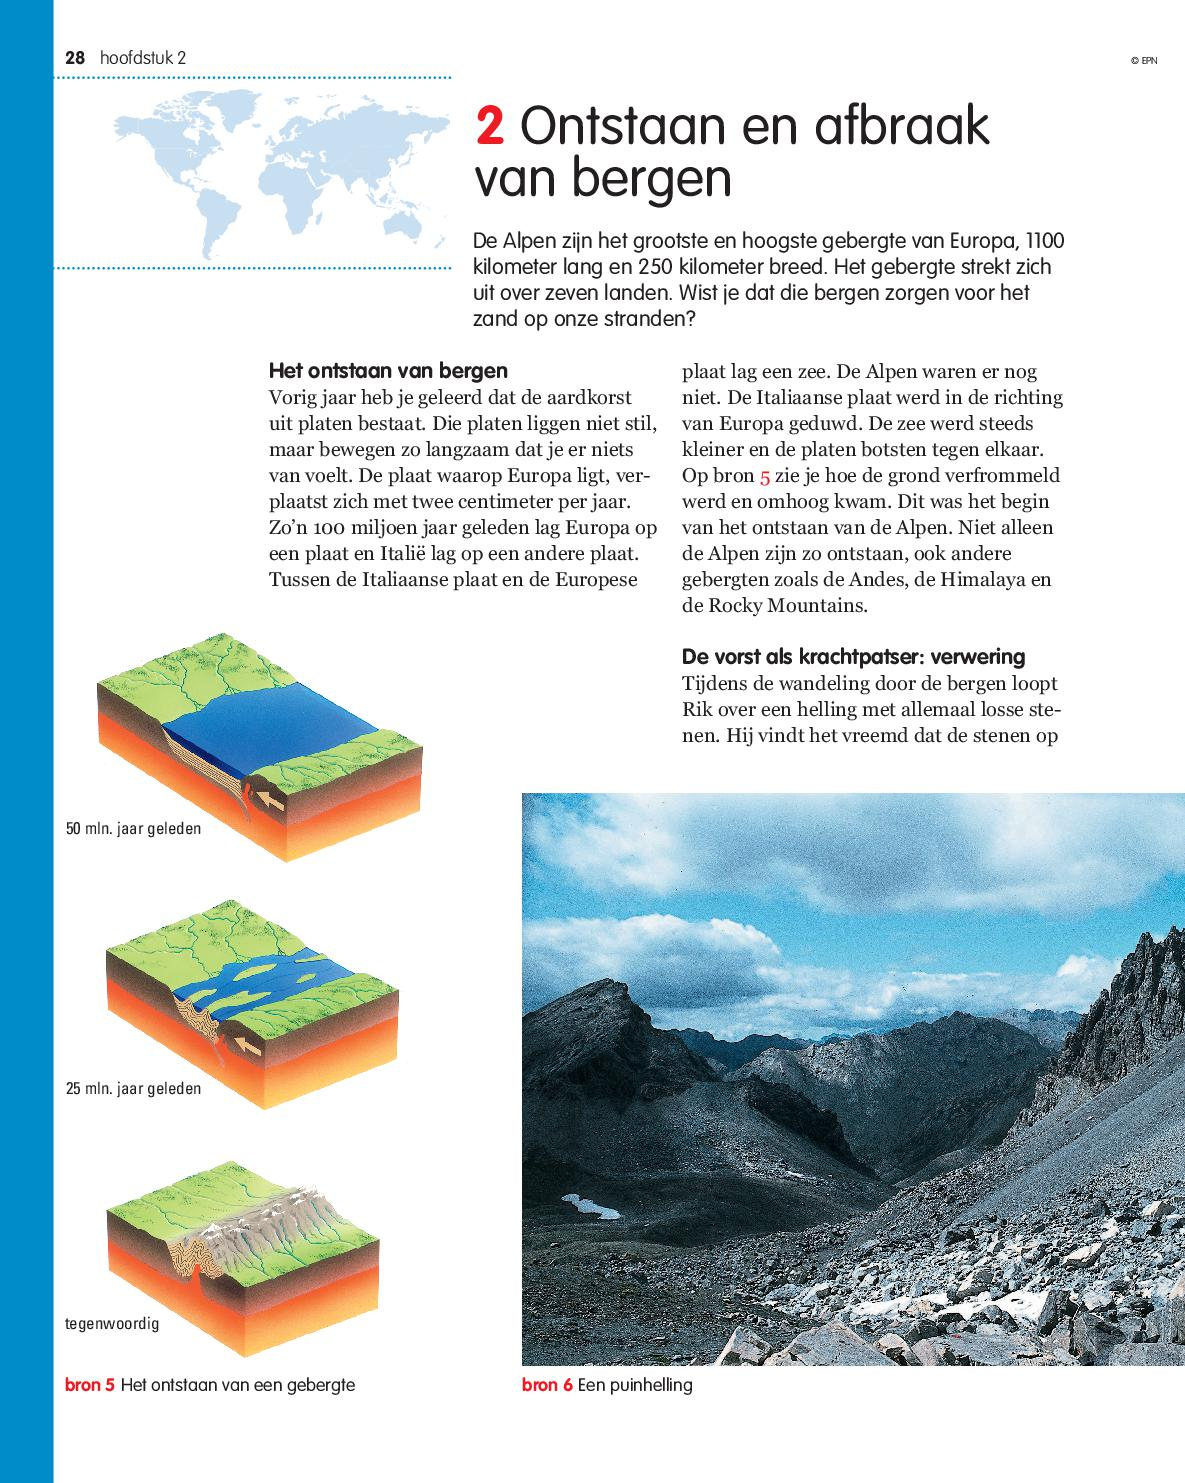 28 hoofdstuk 2
© EPN
2 Ontstaan en afbraak
van bergen
De Alpen zijn het grootste en hoogste gebergte van Europa, 1100
kilometer lang en 250 kilometer breed. Het gebergte strekt zich
uit over zeven landen. Wist je dat die bergen zorgen voor het
zand op onze stranden?
Het ontstaan van bergen
Vorig jaar heb je geleerd dat de aardkorst
uit platen bestaat. Die platen liggen niet stil,
maar bewegen zo langzaam dat je er niets
van voelt. De plaat waarop Europa ligt, ver-
plaatst zich met twee centimeter per jaar.
Zo'n 100 miljoen jaar geleden lag Europa op
een plaat en Italië lag op een andere plaat.
Tussen de Italiaanse plaat en de Europese
plaat lag een zee. De Alpen waren er nog
niet. De Italiaanse plaat werd in de richting
van Europa geduwd. De zee werd steeds
kleiner en de platen botsten tegen elkaar.
Op bron 5 zie je hoe de grond verfrommeld
werd en omhoog kwam. Dit was het begin
van het ontstaan van de Alpen. Niet alleen
de Alpen zijn zo ontstaan, ook andere
gebergten zoals de Andes, de Himalaya en
de Rocky Mountains.
De vorst als krachtpatser: verwering
Tijdens de wandeling door de bergen loopt
Rik over een helling met allemaal losse ste-
nen. Hij vindt het vreemd dat de stenen op
50 mln. jaar geleden
25 mln. jaar geleden
tegenwoordig
bron 5 Het ontstaan van een gebergte
bron 6 Een puinhelling